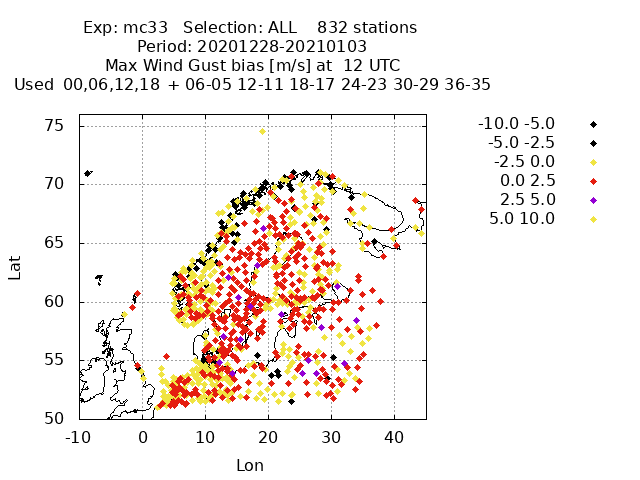 Exp: mc33 Selection: ALL 832 stations
Period: 20201228-20210103
Max Wind Gust bias [m/s] at 12 UTC
Used 00,06,12,18 + 06-05 12-11 18-17 24-23 30-29 36-35
-10.0 -5.0
-5.0 -2.5
-2.5 0.0
0.0 2.5
2.5 5.0
5.0 10.0
75
70
65
60
55
50
Lat
-10 0 10 20 30 40
Lon